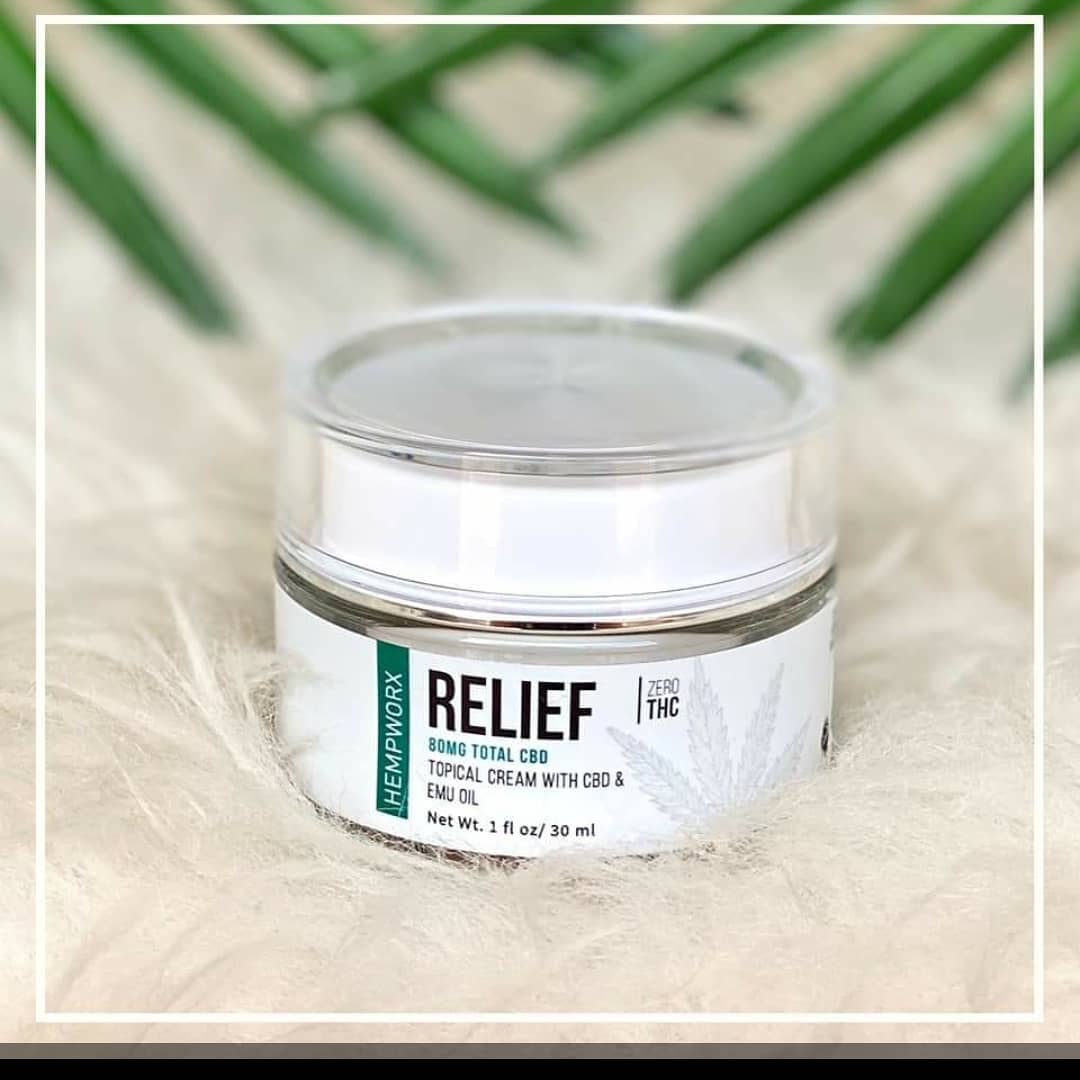 HEMPWORX
RELIEF
ZERO
THC
80MG TOTAL CBD
TOPICAL CREAM WITH CBD &
EMU OIL
Net Wt. 1 fl oz/ 30 ml